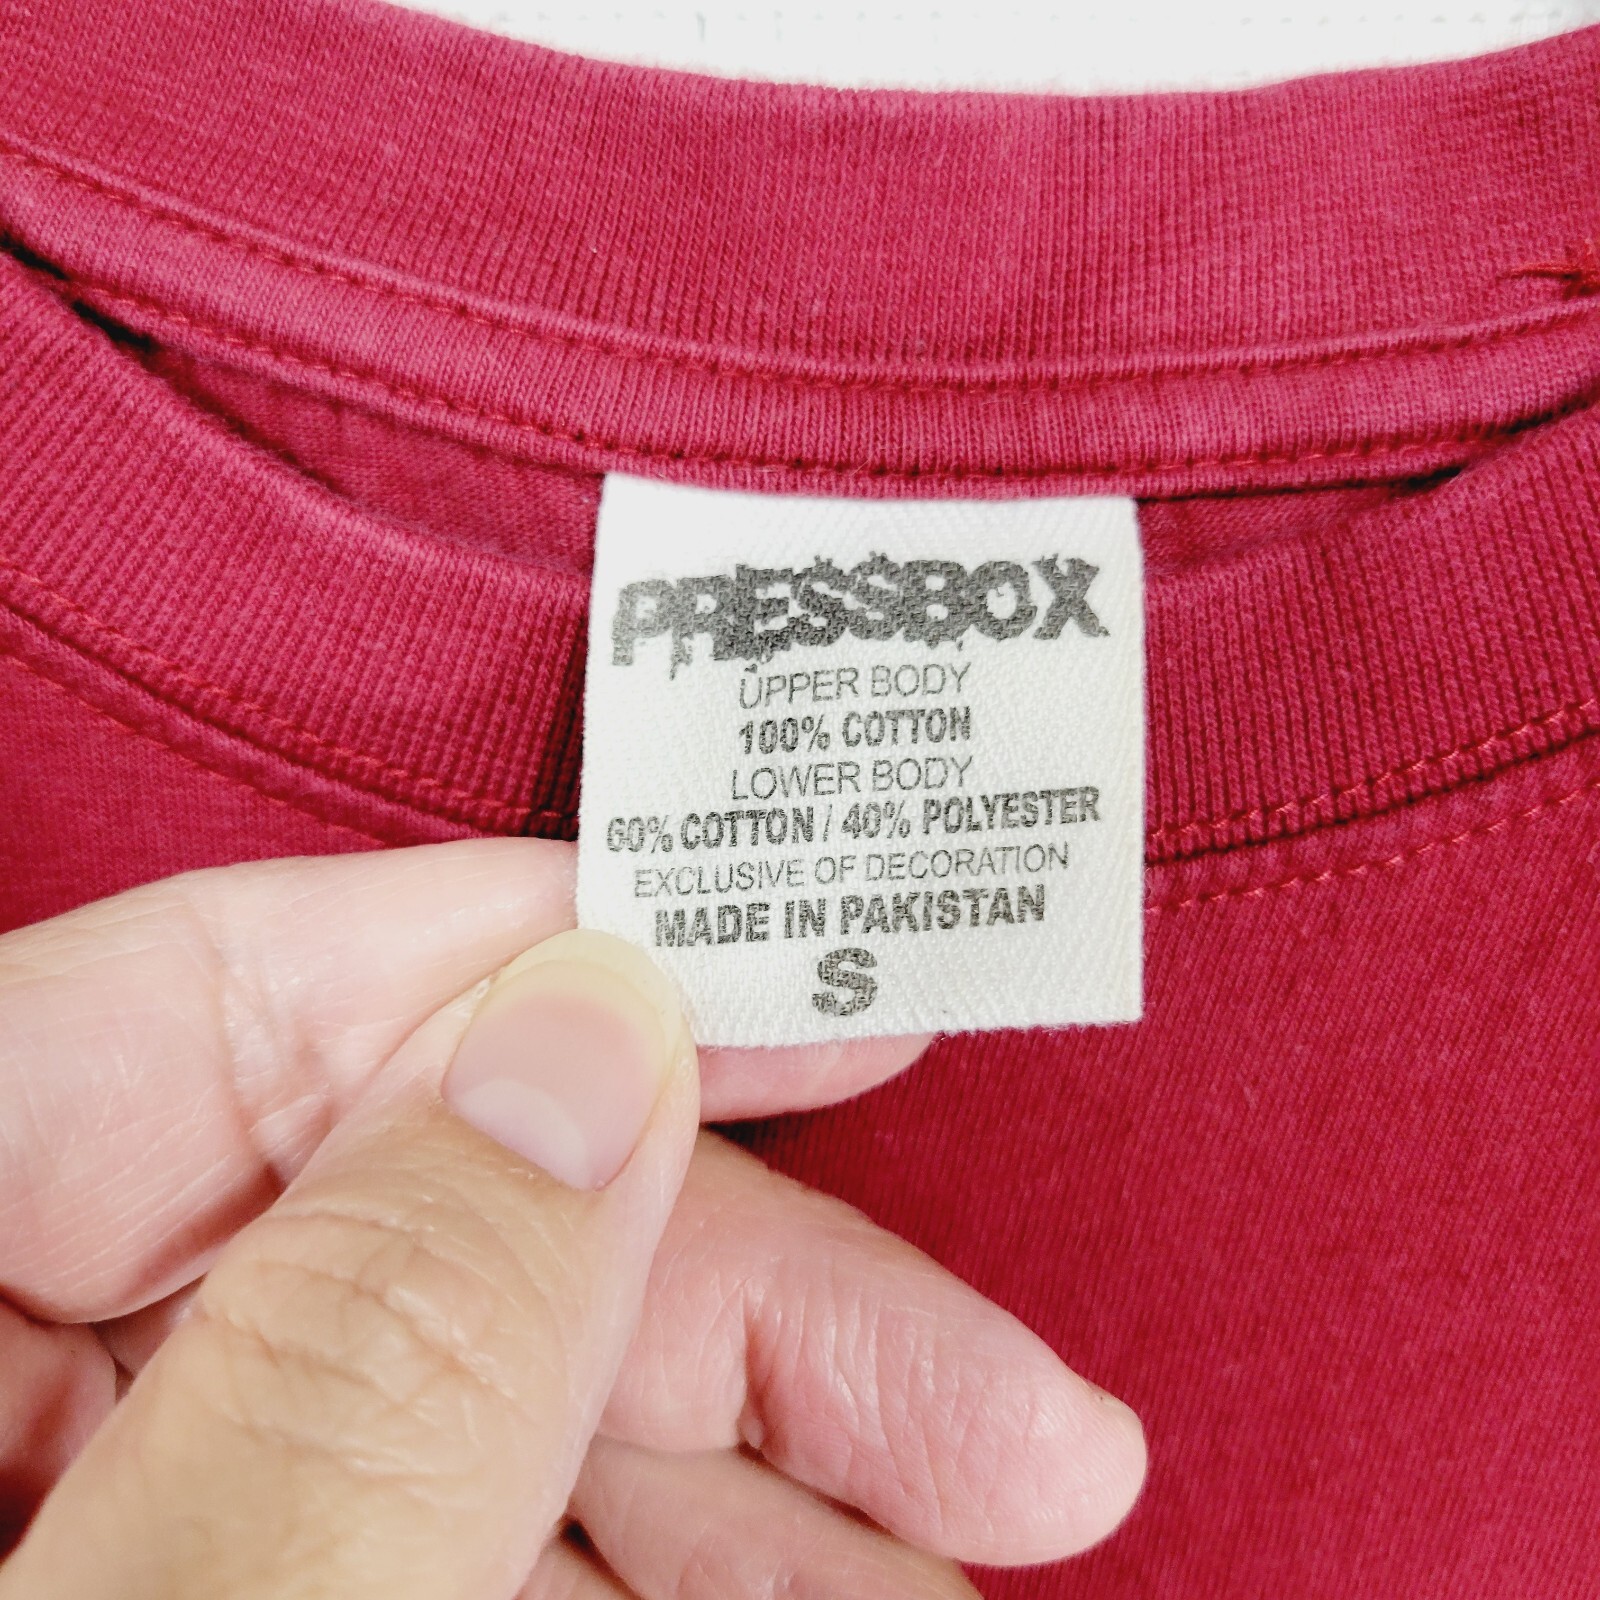 PRESSBOX
UPPER BODY
100% COTTON
LOWER BODY
60% COTTON / 40% POLYESTER
EXCLUSIVE OF DECORATION
MADE IN PAKISTAN
S